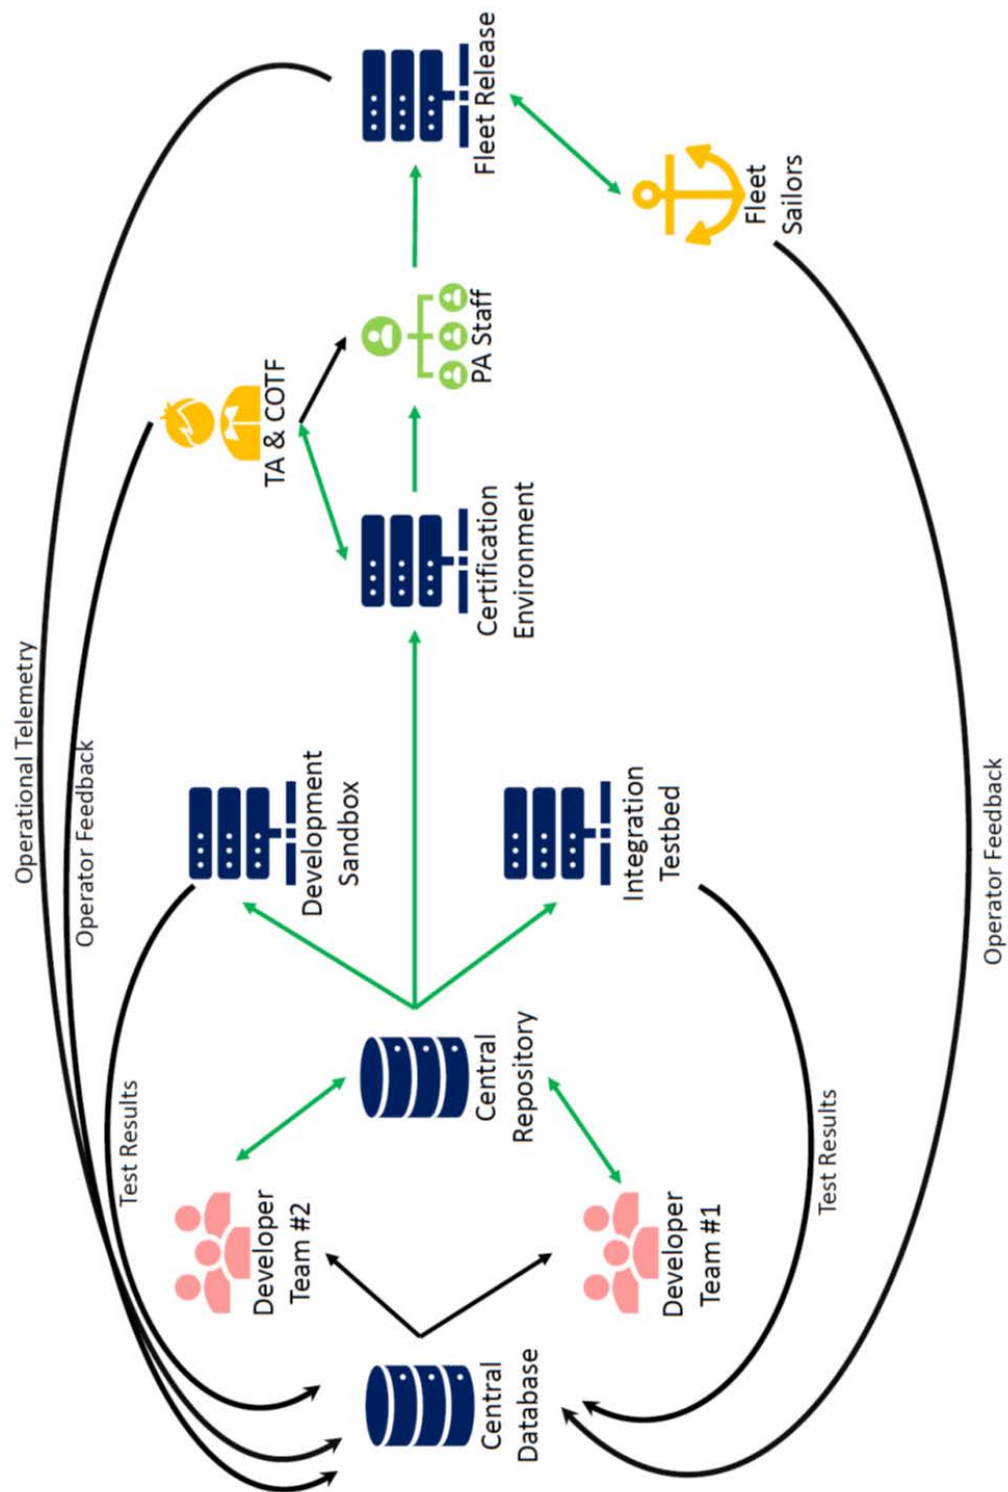 Operational Telemetry
Operator Feedback
Test Results
TA & COTF
Developer
Team #2
Development
Sandbox
Central
Database
Central
Repository
Certification
Environment
PA Staff
Fleet Release
Developer
Team #1
Integration
Testbed
Fleet
Sailors
Test Results
Operator Feedback